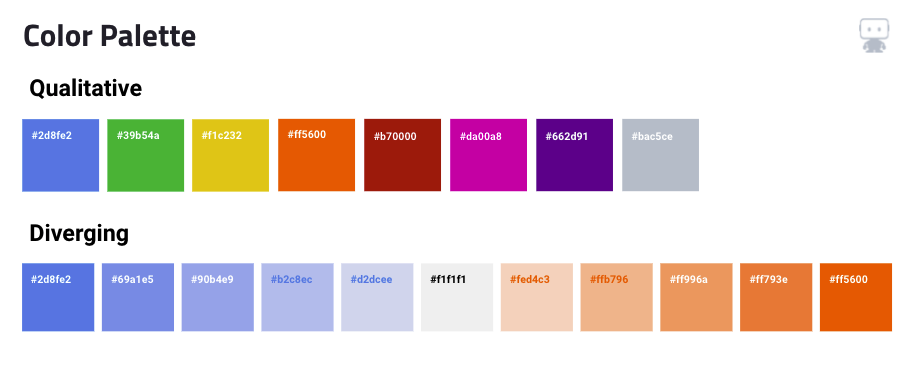 Color Palette
Qualitative
#2d8fe2 #39b54a #f1c232 #ff5600 #b70000 #da00a8 #662d91 #bac5ce
Diverging
#2d8fe2 #69a1e5 #90b4e9 #b2c8ec #d2dcee #f1f1f1 #fed4c3 #ffb796 #ff996a #ff793e #ff5600